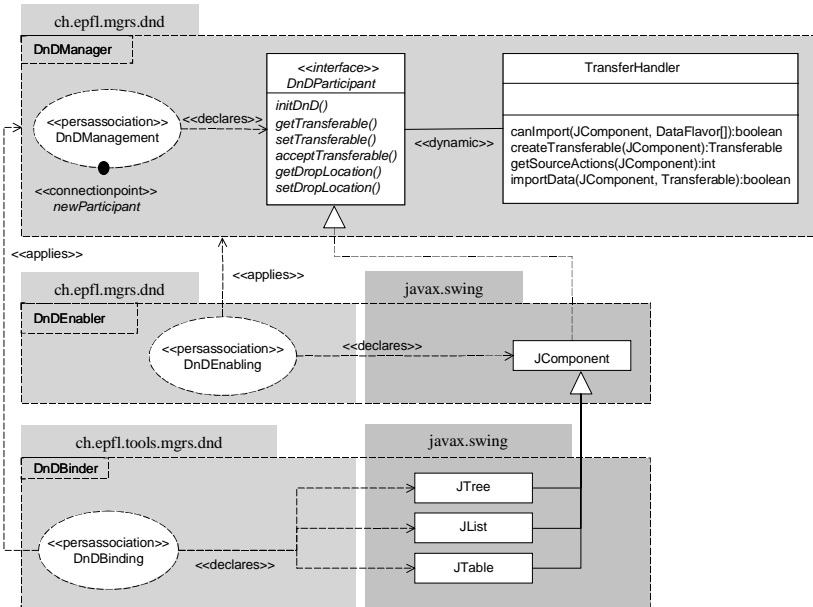 ch.epfl.mgrs.dnd
DnDManager
<<persassociation>>
DnDManagement
<<connectionpoint>>
newParticipant
<<declares>>
<<interface>>
DnDParticipant
initDnD()
getTransferable()
setTransferable()
acceptTransferable()
getDropLocation()
setDropLocation()
<<dynamic>>
TransferHandler
canImport(JComponent, DataFlavor[]):boolean
createTransferable(JComponent):Transferable
getSourceActions(JComponent):int
importData(JComponent, Transferable):boolean
<<applies>>
<<applies>>
ch.epfl.mgrs.dnd
javax.swing
DnDEnabler
<<persassociation>>
DnDEnabling
<<declares>>
JComponent
ch.epfl.tools.mgrs.dnd
javax.swing
DnDBinder
<<persassociation>>
DnDBinding
<<declares>>
JTree
JList
JTable